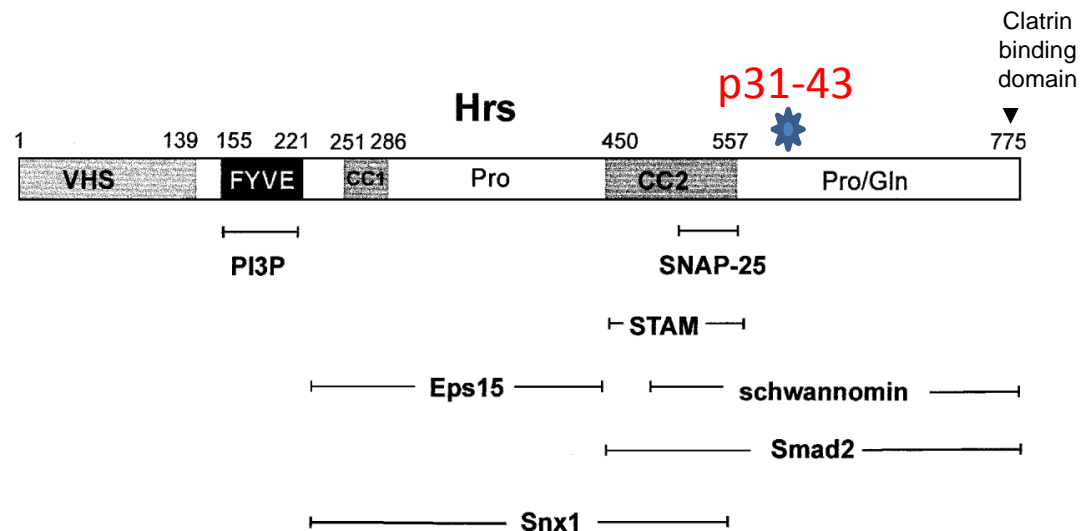 Clatrin
binding
domain
p31-43
Hrs
1 139 155 221 251 286 450 557 775
VHS FYVE CC1 Pro CC2 Pro/Gln
PI3P SNAP-25
STAM
Eps15 schwannomin
Smad2
Snx1